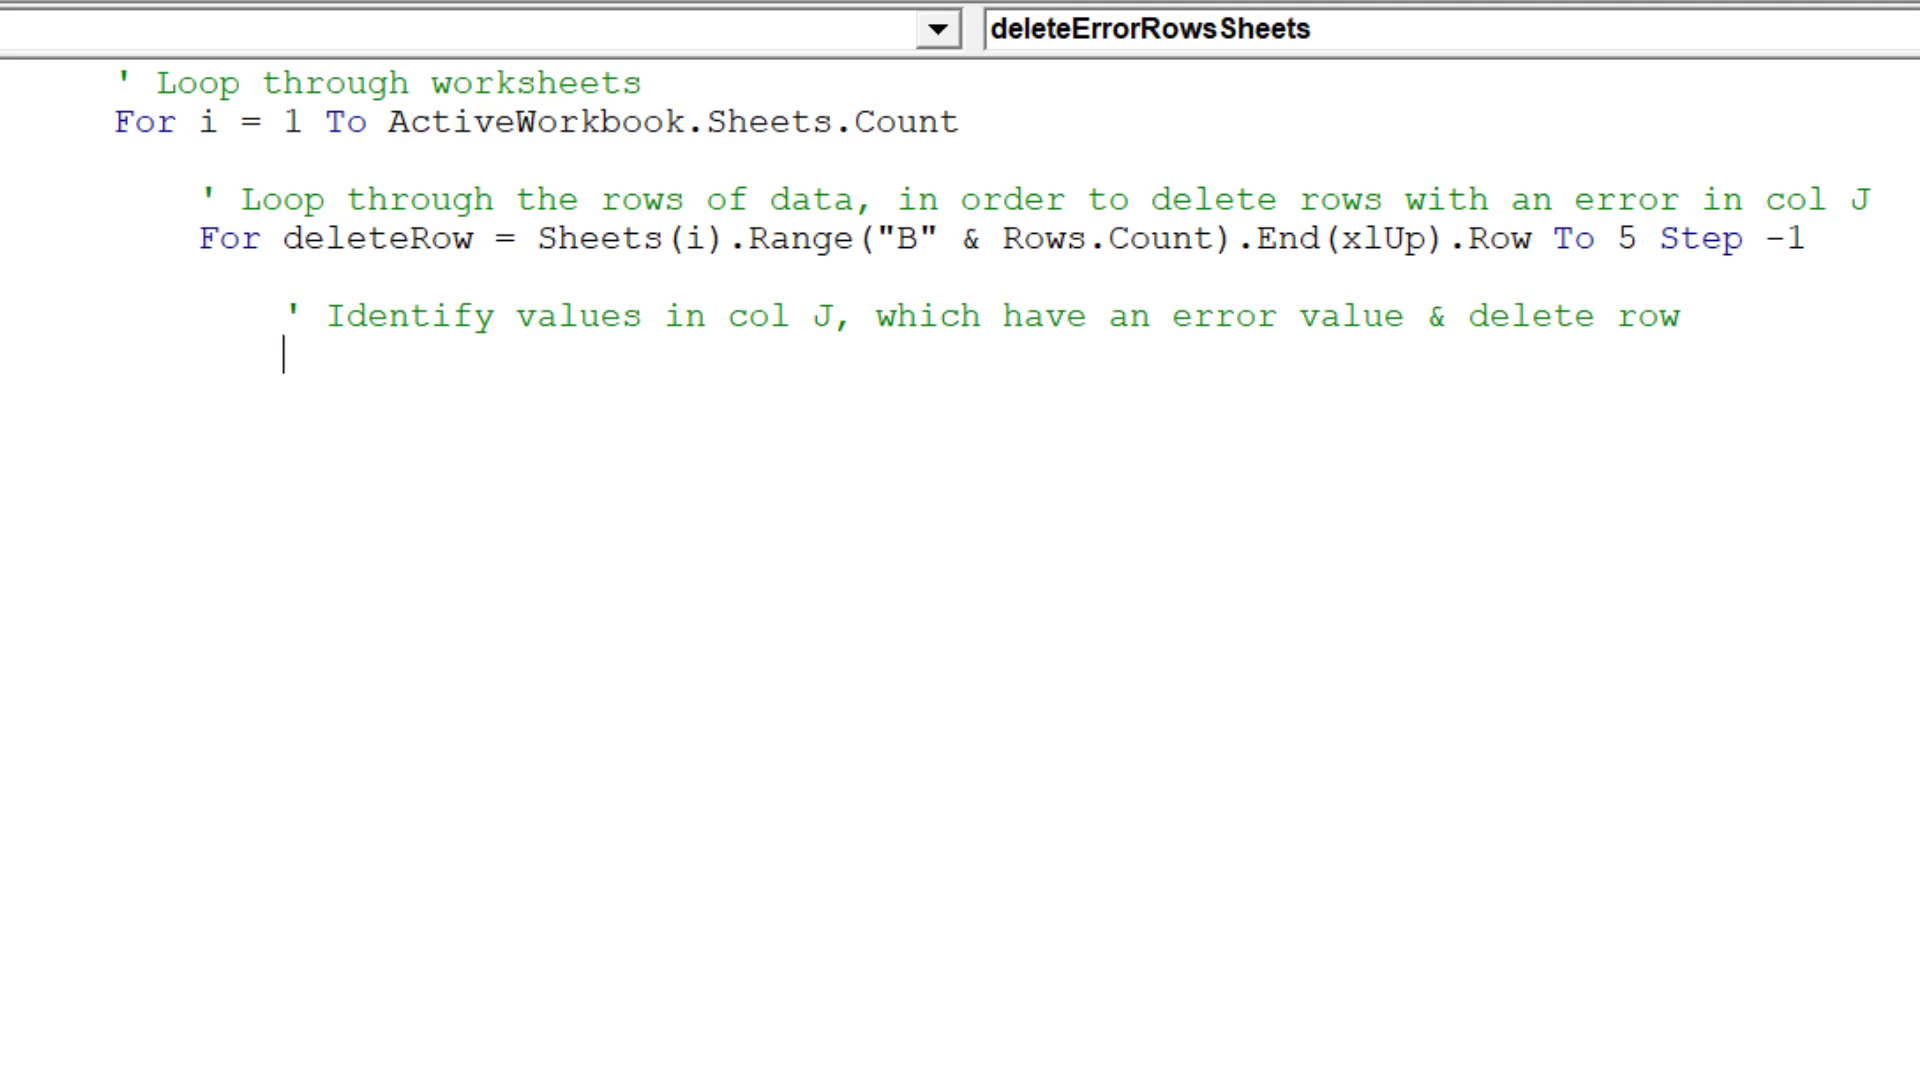 deleteErrorRowsSheets
' Loop through worksheets
For i = 1 To ActiveWorkbook.Sheets.Count
' Loop through the rows of data, in order to delete rows with an error in col J
For deleteRow = Sheets(i).Range("B" & Rows.Count).End(xlUp).Row To 5 Step -1
' Identify values in col J, which have an error value & delete row